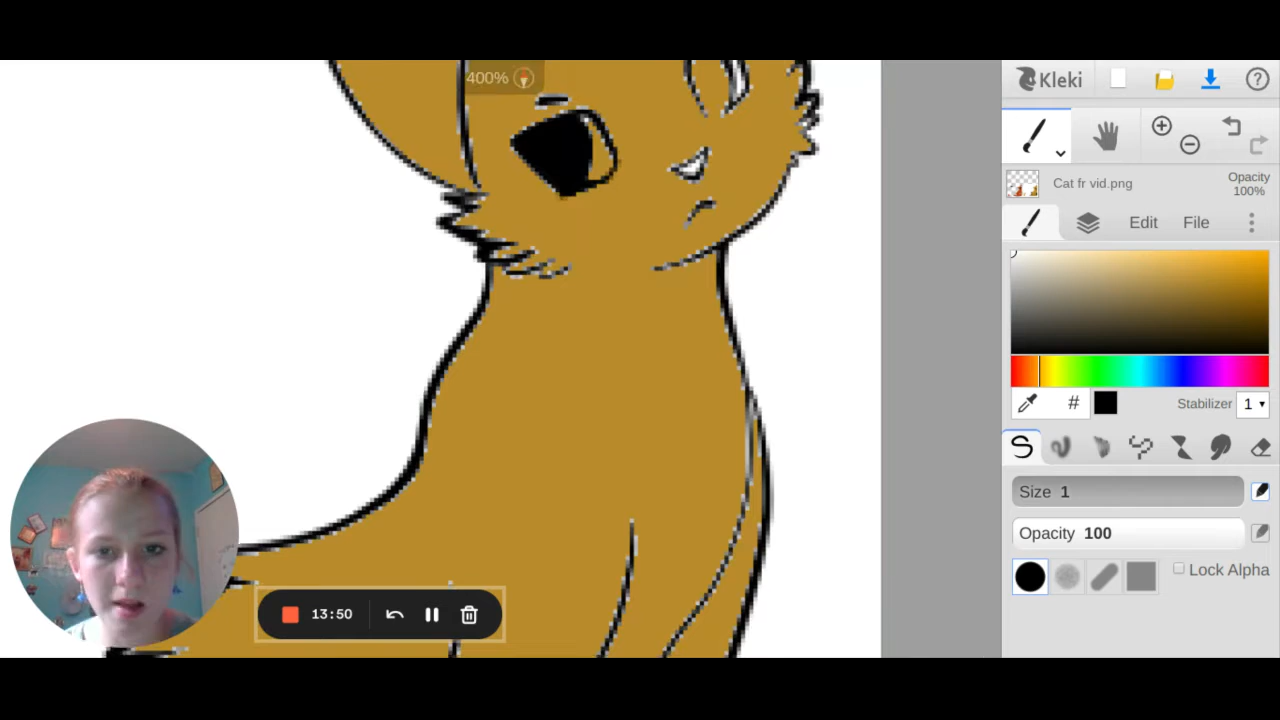 400%
Kleki
?
Cat fr vid.png
Opacity
100%
Edit File
#
Stabilizer 1
Size 1
Opacity 100
Lock Alpha
13:50